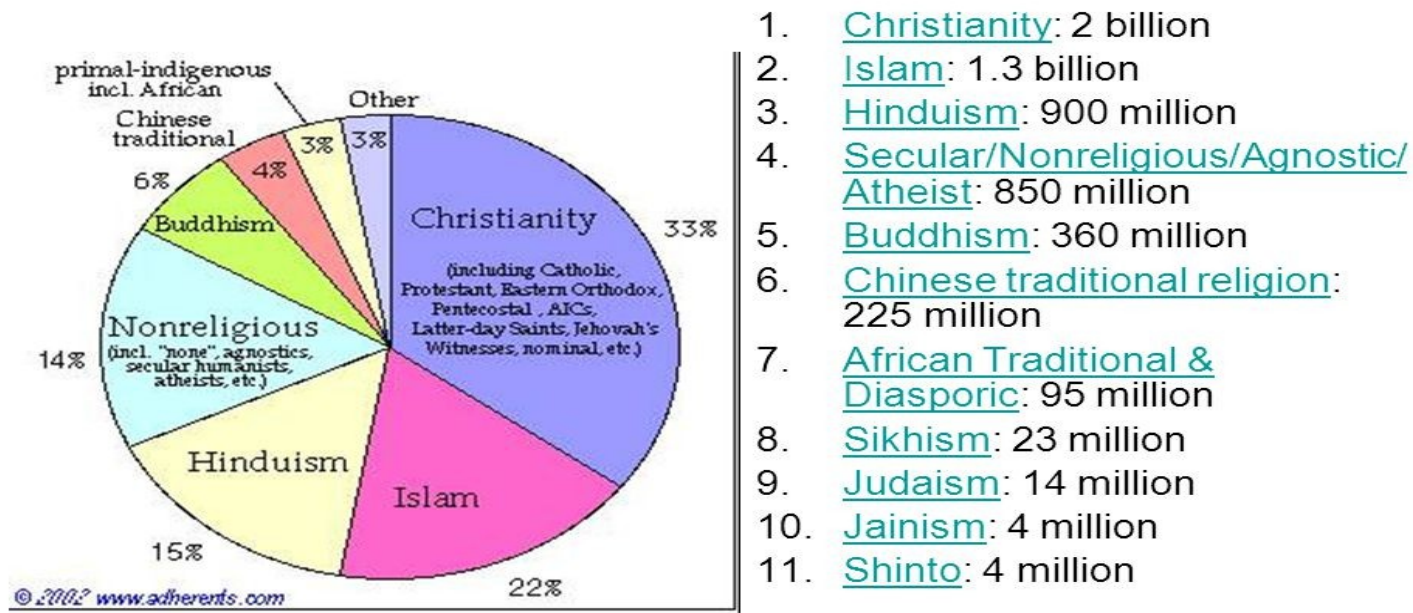 primal-indigenous
incl. African
Other
Chinese
traditional
3%
3%
4%
6%
Buddhism
Christianity
33%
(including Catholic,
Protestant, Eastern Orthodox,
Pentecostal , AICs,
Latter-day Saints, Jehovah's
Witnesses, nominal, etc.)
Nonreligious
(incl. "none", agnostics,
secular humanists,
atheists, etc.)
14%
Hinduism
Islam
15%
22%
© 2002 www.adherents.com
1. Christianity: 2 billion
2. Islam: 1.3 billion
3. Hinduism: 900 million
4. Secular/Nonreligious/Agnostic/
Atheist: 850 million
5. Buddhism: 360 million
6. Chinese traditional religion:
225 million
7. African Traditional &
Diasporic: 95 million
8. Sikhism: 23 million
9. Judaism: 14 million
10. Jainism: 4 million
11. Shinto: 4 million